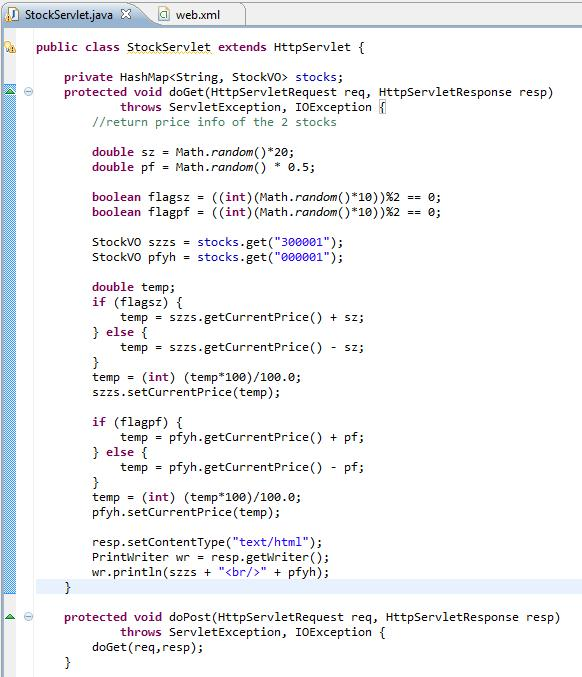 StockServlet.java
web.xml
public class StockServlet extends HttpServlet {
private HashMap<String, StockVO> stocks;
protected void doGet(HttpServletRequest req, HttpServletResponse resp)
throws ServletException, IOException {
//return price info of the 2 stocks
double sz = Math.random()*20;
double pf = Math.random() * 0.5;
boolean flagsz = ((int)(Math.random()*10))%2 == 0;
boolean flagpf = ((int)(Math.random()*10))%2 == 0;
StockVO szzs = stocks.get("300001");
StockVO pfyh = stocks.get("000001");
double temp;
if (flagsz) {
temp = szzs.getCurrentPrice() + sz;
} else {
temp = szzs.getCurrentPrice() - sz;
}
temp = (int) (temp*100)/100.0;
szzs.setCurrentPrice(temp);
if (flagpf) {
temp = pfyh.getCurrentPrice() + pf;
} else {
temp = pfyh.getCurrentPrice() - pf;
}
temp = (int) (temp*100)/100.0;
pfyh.setCurrentPrice(temp);
resp.setContentType("text/html");
PrintWriter wr = resp.getWriter();
wr.println(szzs + "<br/>" + pfyh);
}
protected void doPost(HttpServletRequest req, HttpServletResponse resp)
throws ServletException, IOException {
doGet(req,resp);
}